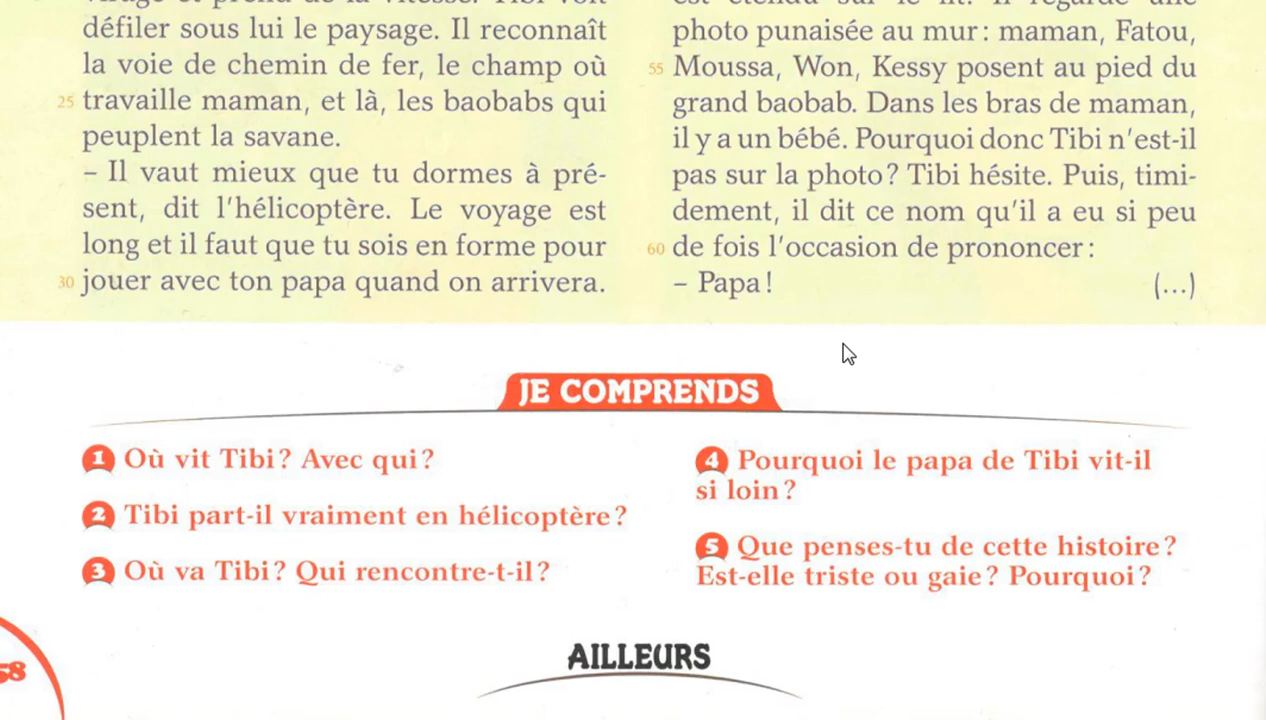 défiler sous lui le paysage. Il reconnaît
la voie de chemin de fer, le champ où
25 travaille maman, et là, les baobabs qui
peuplent la savane.
– Il vaut mieux que tu dormes à pré-
sent, dit l'hélicoptère. Le voyage est
long et il faut que tu sois en forme pour
30 jouer avec ton papa quand on arrivera.
photo punaisée au mur : maman, Fatou,
55 Moussa, Won, Kessy posent au pied du
grand baobab. Dans les bras de maman,
il y a un bébé. Pourquoi donc Tibi n'est-il
pas sur la photo ? Tibi hésite. Puis, timi-
dement, il dit ce nom qu'il a eu si peu
60 de fois l'occasion de prononcer :
– Papa ! (...)
JE COMPRENDS
1 Où vit Tibi ? Avec qui ?
2 Tibi part-il vraiment en hélicoptère ?
3 Où va Tibi ? Qui rencontre-t-il ?
4 Pourquoi le papa de Tibi vit-il
si loin ?
5 Que penses-tu de cette histoire ?
Est-elle triste ou gaie ? Pourquoi ?
AILLEURS
58